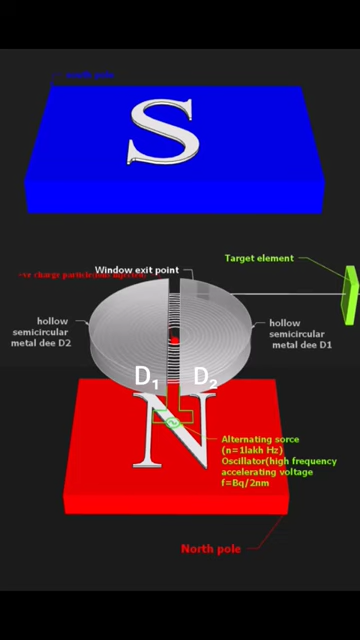 S
Target element
Window exit point
hollow
semicircular
metal dee D2
hollow
semicircular
metal dee D1
D1 D2
N
Alternating sorce
(n=1lakh Hz)
Oscillator(high frequency
accelerating voltage
f=Bq/2nm
North pole